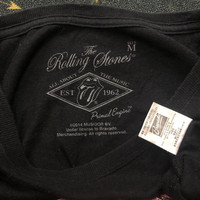 The
Rolling Stones
M
ALL ABOUT THE MUSIC
EST 1962
Primal Engine
©2014 MUSIDOR BV.
Under license to Bravado
Merchandising. All rights reserved.